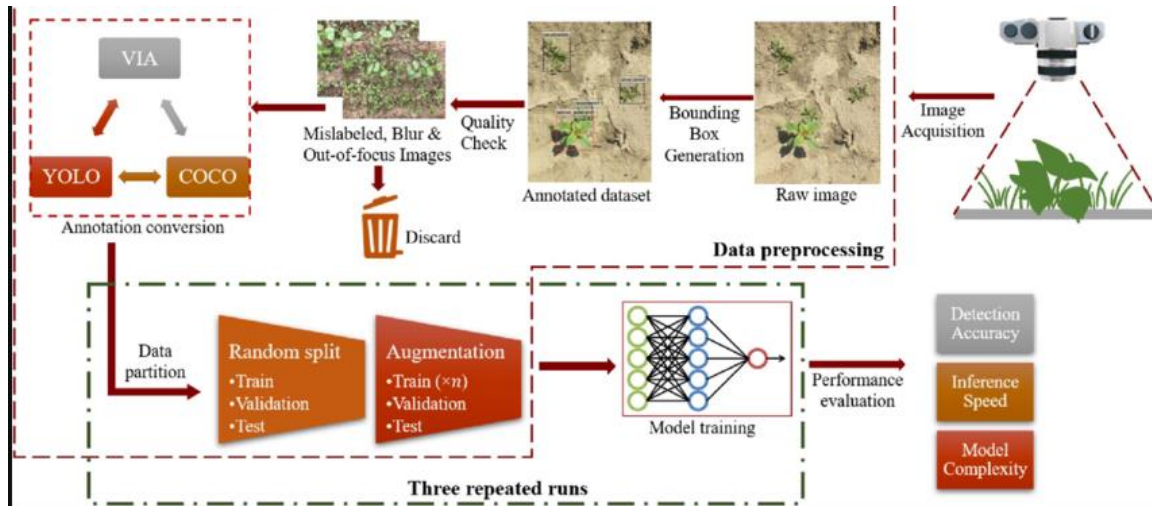 VIA
YOLO
COCO
Annotation conversion
Mislabeled, Blur &
Out-of-focus Images
Discard
Quality
Check
Annotated dataset
Bounding
Box
Generation
Raw image
Image
Acquisition
Data preprocessing
Data
partition
Random split
•Train
•Validation
•Test
Augmentation
•Train (×n)
•Validation
•Test
Model training
Three repeated runs
Performance
evaluation
Detection
Accuracy
Inference
Speed
Model
Complexity